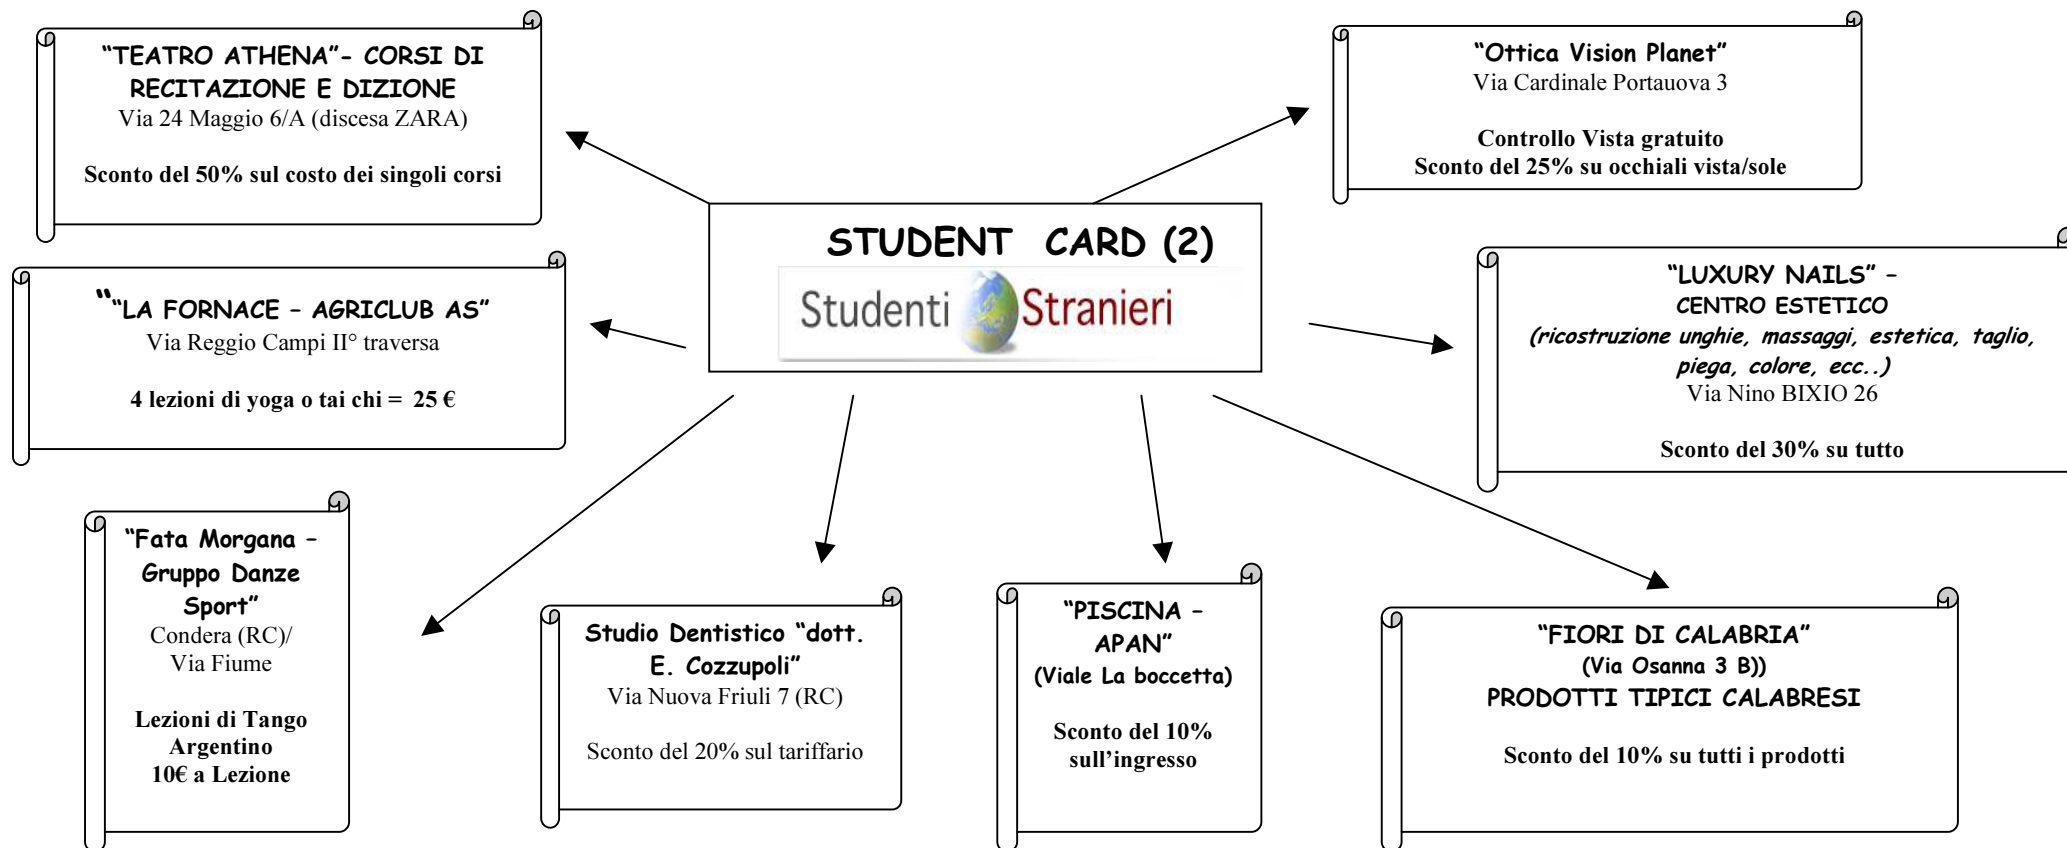 “TEATRO ATHENA”- CORSI DI
RECITAZIONE E DIZIONE
Via 24 Maggio 6/A (discesa ZARA)
Sconto del 50% sul costo dei singoli corsi
“Ottica Vision Planet”
Via Cardinale Portauova 3
Controllo Vista gratuito
Sconto del 25% su occhiali vista/sole
STUDENT CARD (2)
Studenti Stranieri
““LA FORNACE – AGRICLUB AS”
Via Reggio Campi II° traversa
4 lezioni di yoga o tai chi = 25 €
“LUXURY NAILS” –
CENTRO ESTETICO
(ricostruzione unghie, massaggi, estetica, taglio,
piega, colore, ecc..)
Via Nino BIXIO 26
Sconto del 30% su tutto
“Fata Morgana –
Gruppo Danze
Sport”
Condera (RC)/
Via Fiume
Lezioni di Tango
Argentino
10€ a Lezione
Studio Dentistico “dott.
E. Cozzupoli”
Via Nuova Friuli 7 (RC)
Sconto del 20% sul tariffario
“PISCINA –
APAN”
(Viale La boccetta)
Sconto del 10%
sull’ingresso
“FIORI DI CALABRIA”
(Via Osanna 3 B))
PRODOTTI TIPICI CALABRESI
Sconto del 10% su tutti i prodotti